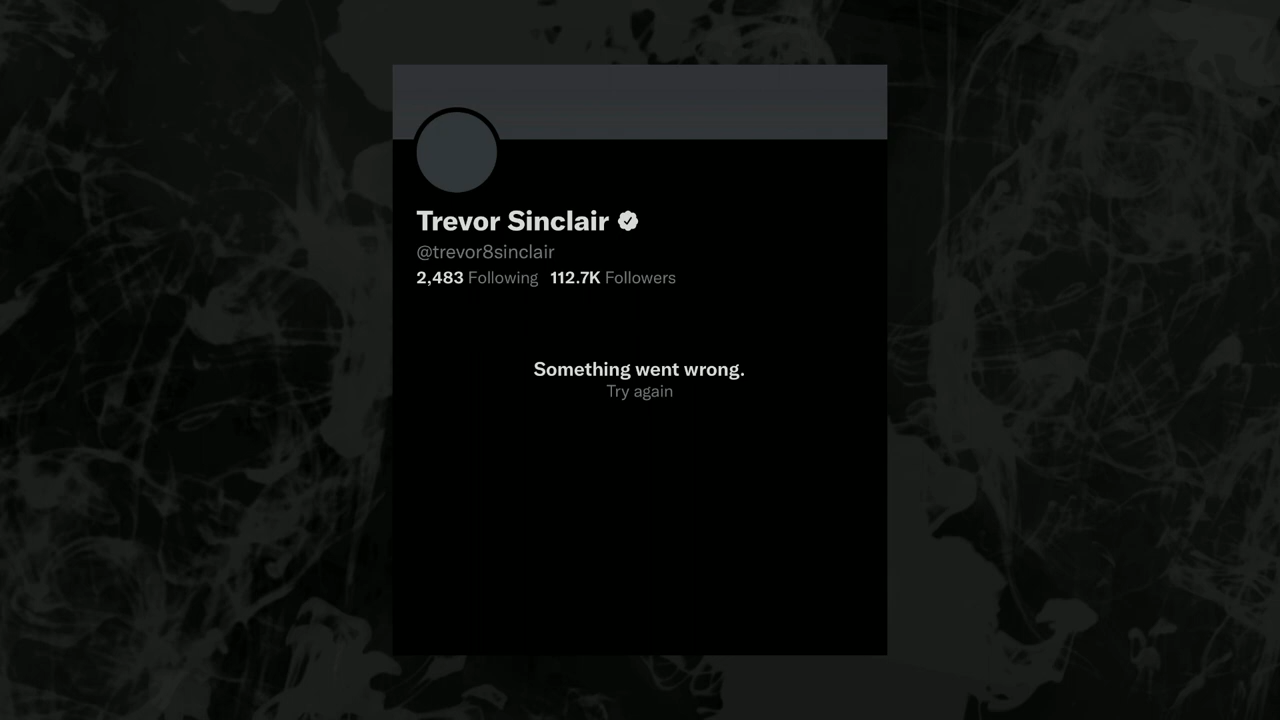 Trevor Sinclair
@trevor8sinclair
2,483 Following 112.7K Followers
Something went wrong.
Try again